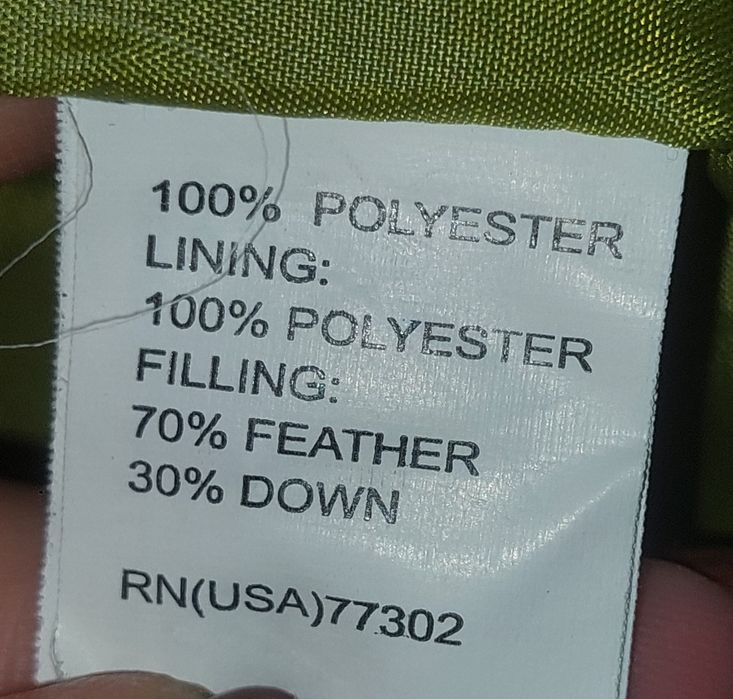 100% POLYESTER
LINING:
100% POLYESTER
FILLING:
70% FEATHER
30% DOWN
RN(USA)77302